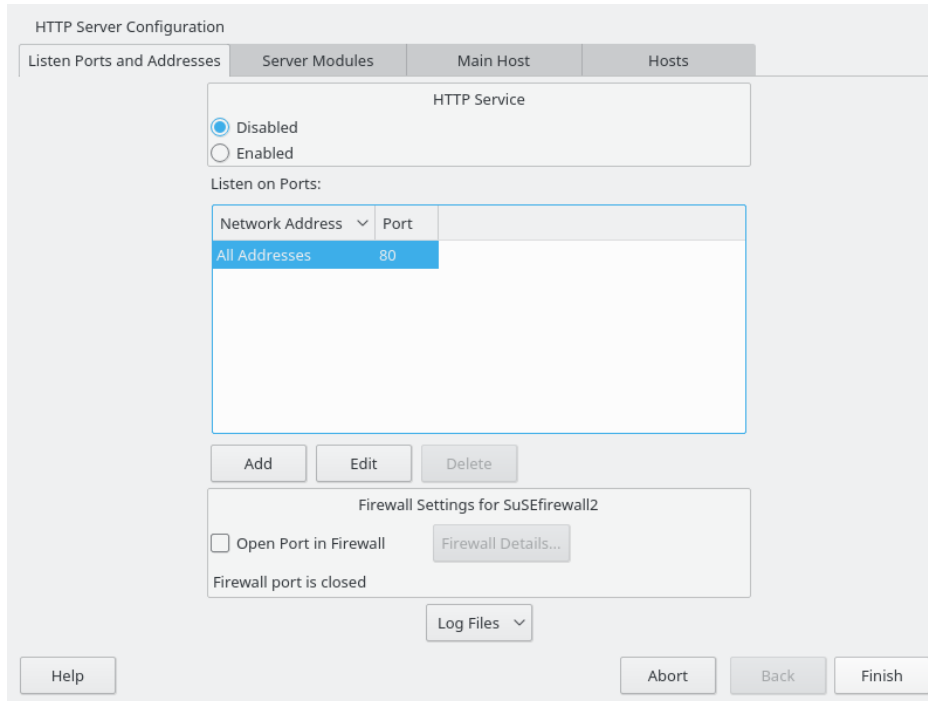 HTTP Server Configuration
Listen Ports and Addresses Server Modules Main Host Hosts
HTTP Service
Disabled
Enabled
Listen on Ports:
Network Address Port
All Addresses 80
Add Edit Delete
Firewall Settings for SuSEfirewall2
Open Port in Firewall Firewall Details...
Firewall port is closed
Log Files
Help Abort Back Finish